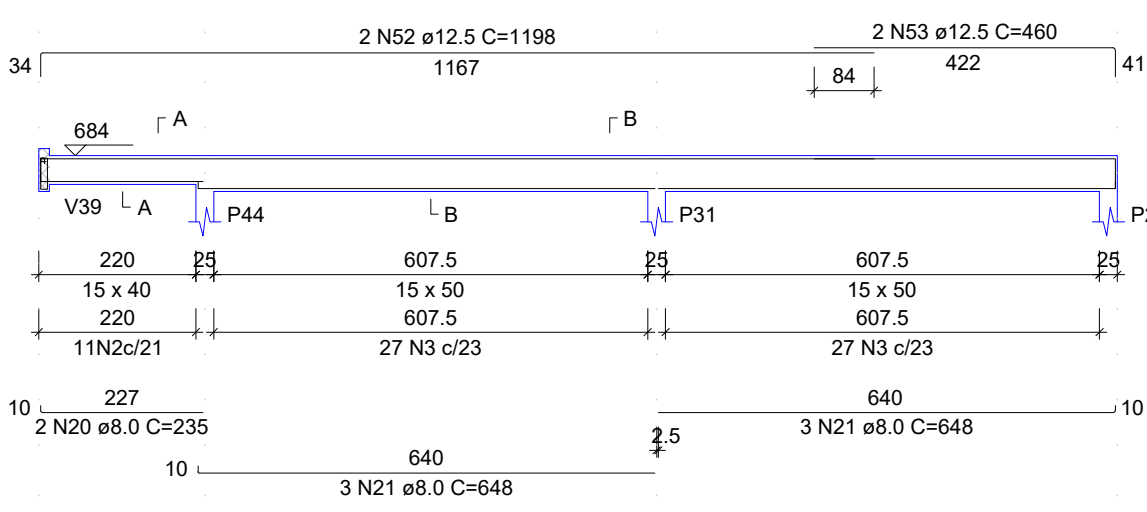 2 N52 ø12.5 C=1198
2 N53 ø12.5 C=460
34
1167
422
41
84
A
B
684
V39
A
P44
B
P31
220
25
607.5
25
607.5
25
15 x 40
15 x 50
15 x 50
220
607.5
607.5
11N2c/21
27 N3 c/23
27 N3 c/23
10
227
640
10
2 N20 ø8.0 C=235
3 N21 ø8.0 C=648
2.5
10
640
3 N21 ø8.0 C=648